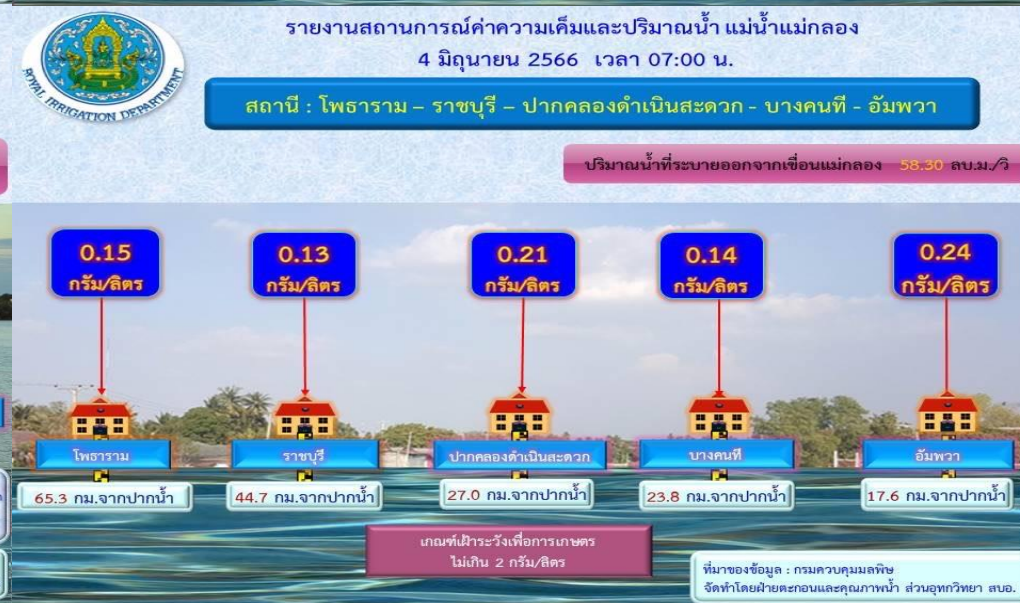 รายงานสถานการณ์ค่าความเค็มและปริมาณน้ำ แม่น้ำแม่กลอง
4 มิถุนายน 2566 เวลา 07:00 น.
ROYAL IRRIGATION DEPARTMENT
สถานี : โพธาราม – ราชบุรี – ปากคลองดำเนินสะดวก - บางคนที - อัมพวา
ปริมาณน้ำที่ระบายออกจากเขื่อนแม่กลอง 58.30 ลบ.ม./วิ
0.15
กรัม/ลิตร
0.13
กรัม/ลิตร
0.21
กรัม/ลิตร
0.14
กรัม/ลิตร
0.24
กรัม/ลิตร
โพธาราม
ราชบุรี
ปากคลองดำเนินสะดวก
บางคนที
อัมพวา
65.3 กม.จากปากน้ำ
44.7 กม.จากปากน้ำ
27.0 กม.จากปากน้ำ
23.8 กม.จากปากน้ำ
17.6 กม.จากปากน้ำ
เกณฑ์เฝ้าระวังเพื่อการเกษตร
ไม่เกิน 2 กรัม/ลิตร
ที่มาของข้อมูล : กรมควบคุมมลพิษ
จัดทำโดยฝ่ายตะกอนและคุณภาพน้ำ ส่วนอุทกวิทยา สบอ.